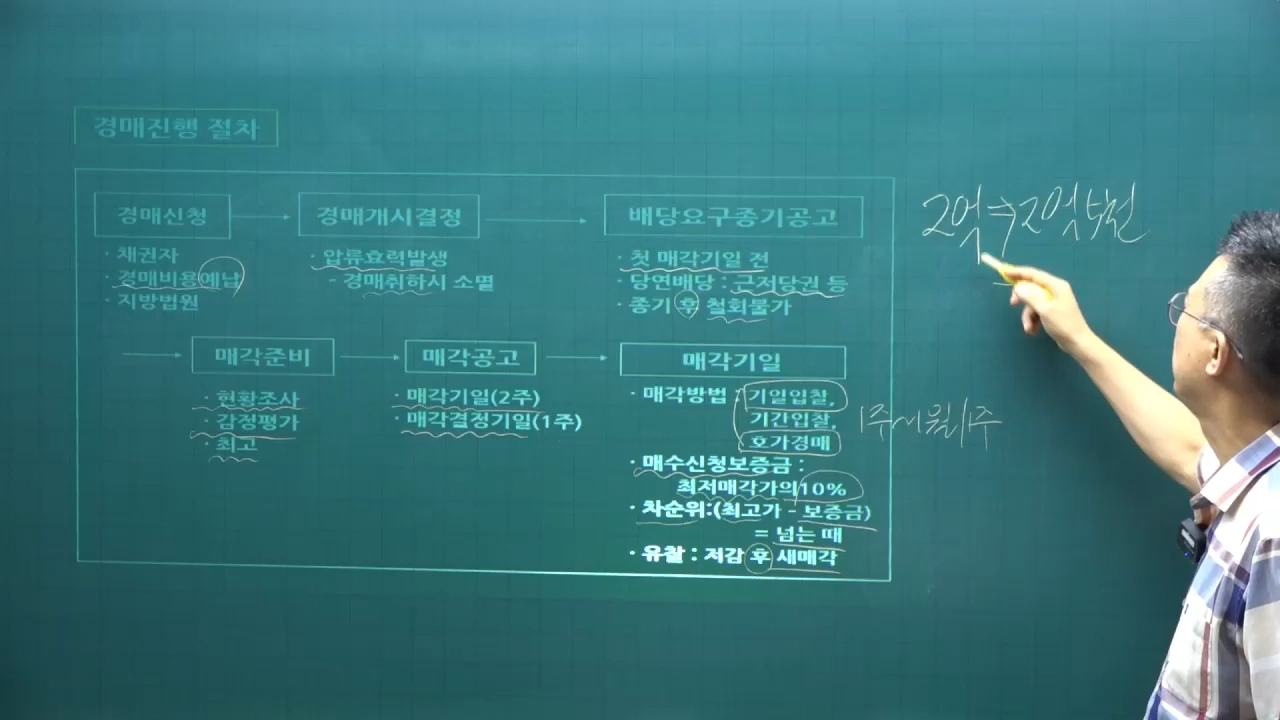 경매진행 절차
경매신청
· 채권자
· 경매비용예납
· 지방법원
경매개시결정
· 압류효력발생
- 경매취하시 소멸
배당요구종기공고
· 첫 매각기일 전
· 당연배당 : 근저당권 등
· 종기 후 철회불가
매각준비
· 현황조사
· 감정평가
· 최고
매각공고
· 매각기일(2주)
· 매각결정기일(1주)
매각기일
· 매각방법 : 기일입찰,
기간입찰,
호가경매
· 매수신청보증금 :
최저매각가의10%
· 차순위:(최고가 - 보증금)
= 넘는 때
· 유찰 : 저감 후 새매각
2억 → 2억 5천
1주~1월/1주